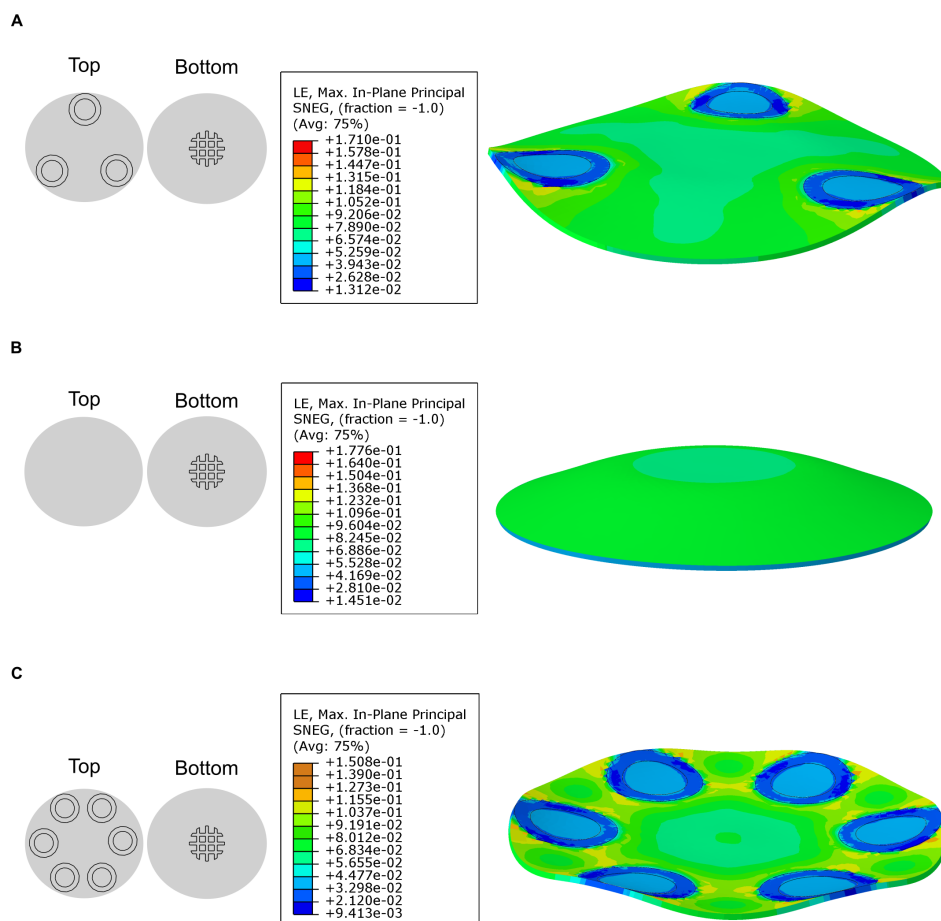 A
Top
Bottom
LE, Max. In-Plane Principal
SNEG, (fraction = -1.0)
(Avg: 75%)
+1.710e-01
+1.578e-01
+1.447e-01
+1.315e-01
+1.184e-01
+1.052e-01
+9.206e-02
+7.890e-02
+6.574e-02
+5.259e-02
+3.943e-02
+2.628e-02
+1.312e-02
B
Top
Bottom
LE, Max. In-Plane Principal
SNEG, (fraction = -1.0)
(Avg: 75%)
+1.776e-01
+1.640e-01
+1.504e-01
+1.368e-01
+1.232e-01
+1.096e-01
+9.604e-02
+8.245e-02
+6.886e-02
+5.528e-02
+4.169e-02
+2.810e-02
+1.451e-02
C
Top
Bottom
LE, Max. In-Plane Principal
SNEG, (fraction = -1.0)
(Avg: 75%)
+1.508e-01
+1.390e-01
+1.273e-01
+1.155e-01
+1.037e-01
+9.191e-02
+8.012e-02
+6.834e-02
+5.655e-02
+4.477e-02
+3.298e-02
+2.120e-02
+9.413e-03